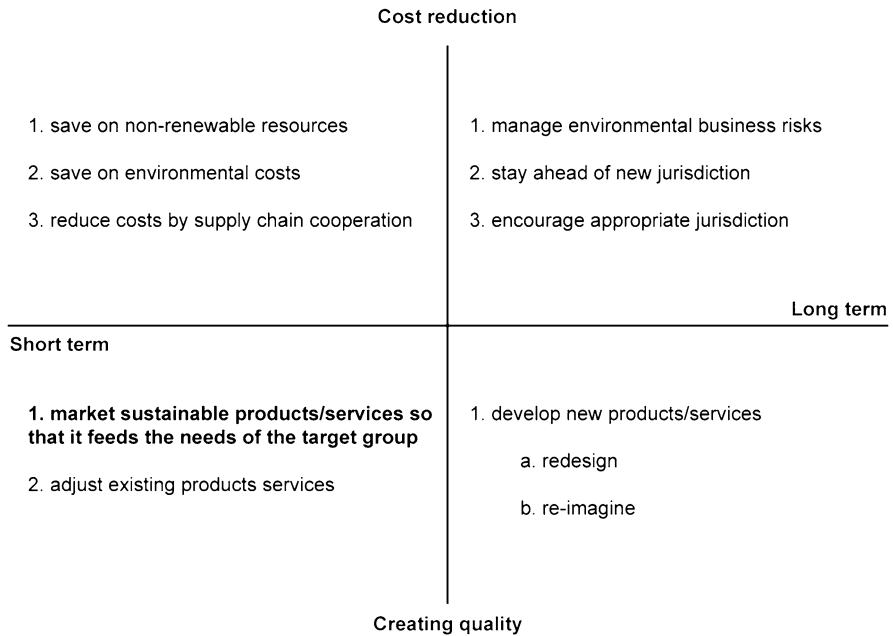 Cost reduction
1. save on non-renewable resources
2. save on environmental costs
3. reduce costs by supply chain cooperation
1. manage environmental business risks
2. stay ahead of new jurisdiction
3. encourage appropriate jurisdiction
Long term
Short term
1. market sustainable products/services so
that it feeds the needs of the target group
2. adjust existing products services
1. develop new products/services
a. redesign
b. re-imagine
Creating quality